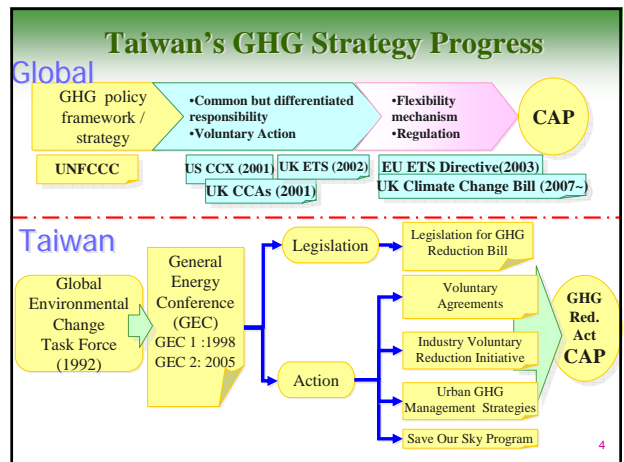 Taiwan's GHG Strategy Progress
Global
GHG policy
framework /
strategy
•Common but differentiated
responsibility
•Voluntary Action
•Flexibility
mechanism
•Regulation
CAP
UNFCCC
US CCX (2001)
UK ETS (2002)
UK CCAs (2001)
EU ETS Directive(2003)
UK Climate Change Bill (2007~)
Taiwan
Global
Environmental
Change
Task Force
(1992)
General
Energy
Conference
(GEC)
GEC 1 :1998
GEC 2: 2005
Legislation
Action
Legislation for GHG
Reduction Bill
Voluntary
Agreements
Industry Voluntary
Reduction Initiative
Urban GHG
Management Strategies
Save Our Sky Program
GHG
Red.
Act
CAP
4